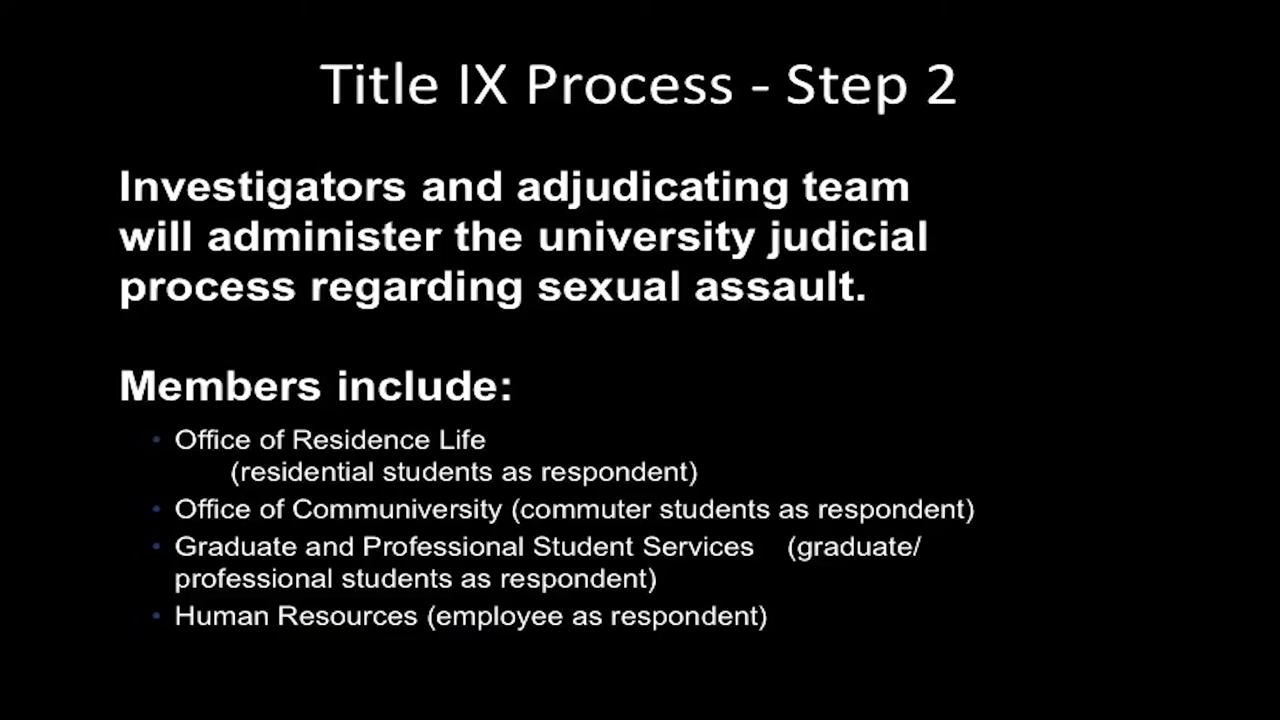 Title IX Process - Step 2
Investigators and adjudicating team
will administer the university judicial
process regarding sexual assault.
Members include:
• Office of Residence Life
(residential students as respondent)
• Office of Communiversity (commuter students as respondent)
• Graduate and Professional Student Services (graduate/
professional students as respondent)
• Human Resources (employee as respondent)